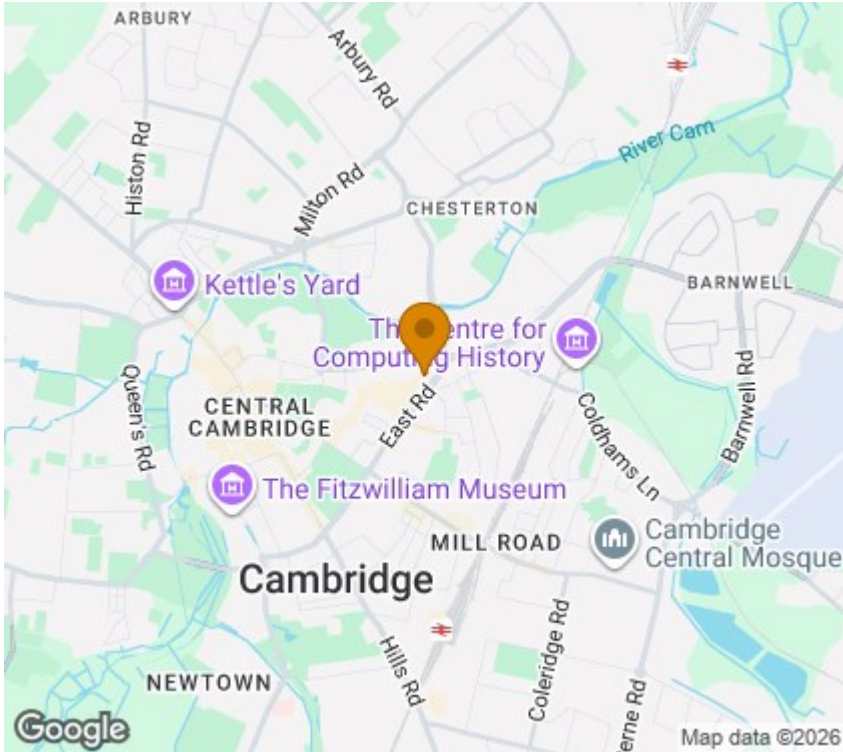 ARBURY
Arbury Rd
Histon Rd
Milton Rd
River Cam
CHESTERTON
BARNWELL
Kettle's Yard
The Centre for
Computing History
Queen's Rd
CENTRAL
CAMBRIDGE
East Rd
Coldhams Ln
Barnwell Rd
The Fitzwilliam Museum
MILL ROAD
Cambridge
Central Mosque
Cambridge
Hills Rd
Coleridge Rd
NEWTOWN
erne Rd
Google
Map data ©2026